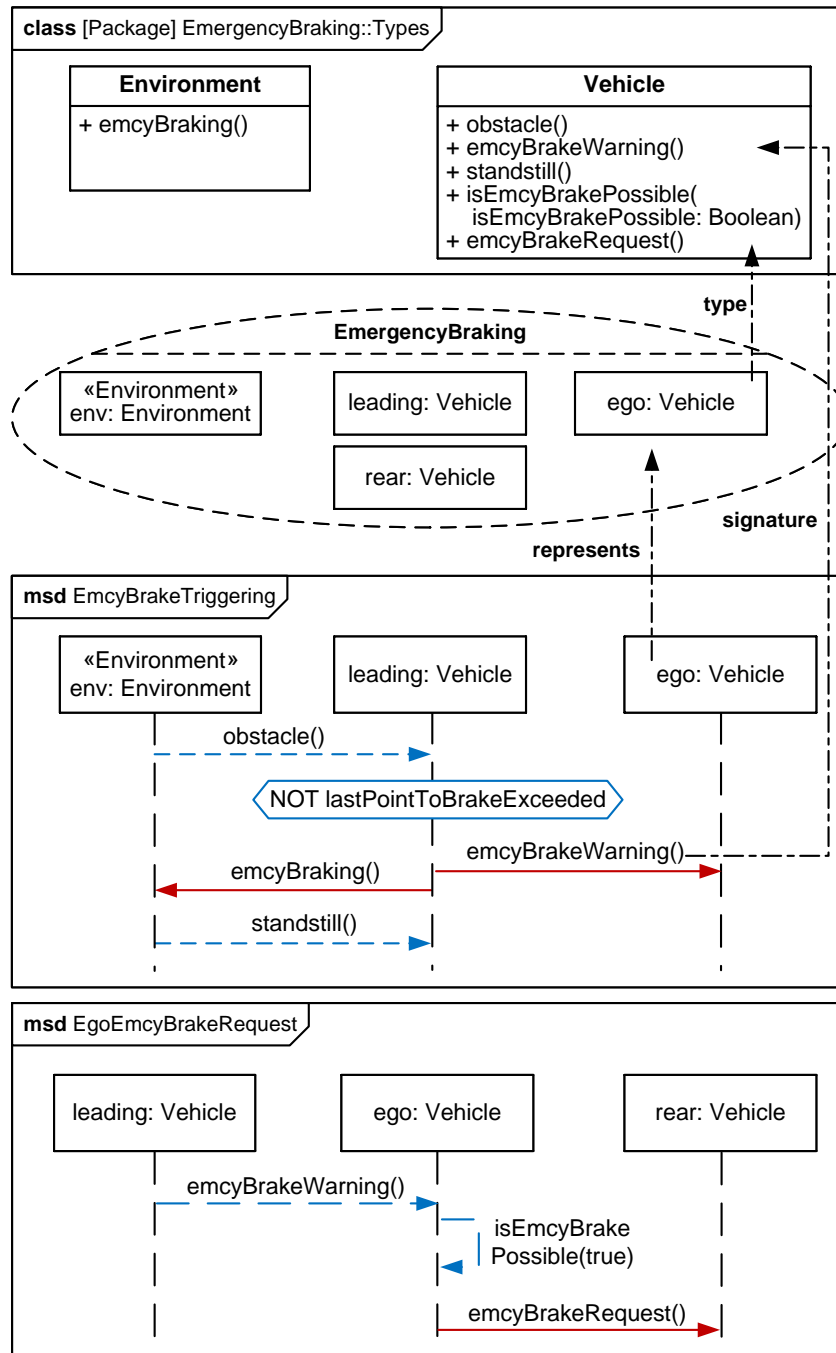 class [Package] EmergencyBraking::Types
Environment
+ emcyBraking()
Vehicle
+ obstacle()
+ emcyBrakeWarning()
+ standstill()
+ isEmcyBrakePossible(
isEmcyBrakePossible: Boolean)
+ emcyBrakeRequest()
type
EmergencyBraking
«Environment»
env: Environment
leading: Vehicle
ego: Vehicle
rear: Vehicle
signature
represents
msd EmcyBrakeTriggering
«Environment»
env: Environment
leading: Vehicle
ego: Vehicle
obstacle()
NOT lastPointToBrakeExceeded
emcyBrakeWarning()
emcyBraking()
standstill()
msd EgoEmcyBrakeRequest
leading: Vehicle
ego: Vehicle
rear: Vehicle
emcyBrakeWarning()
isEmcyBrake
Possible(true)
emcyBrakeRequest()